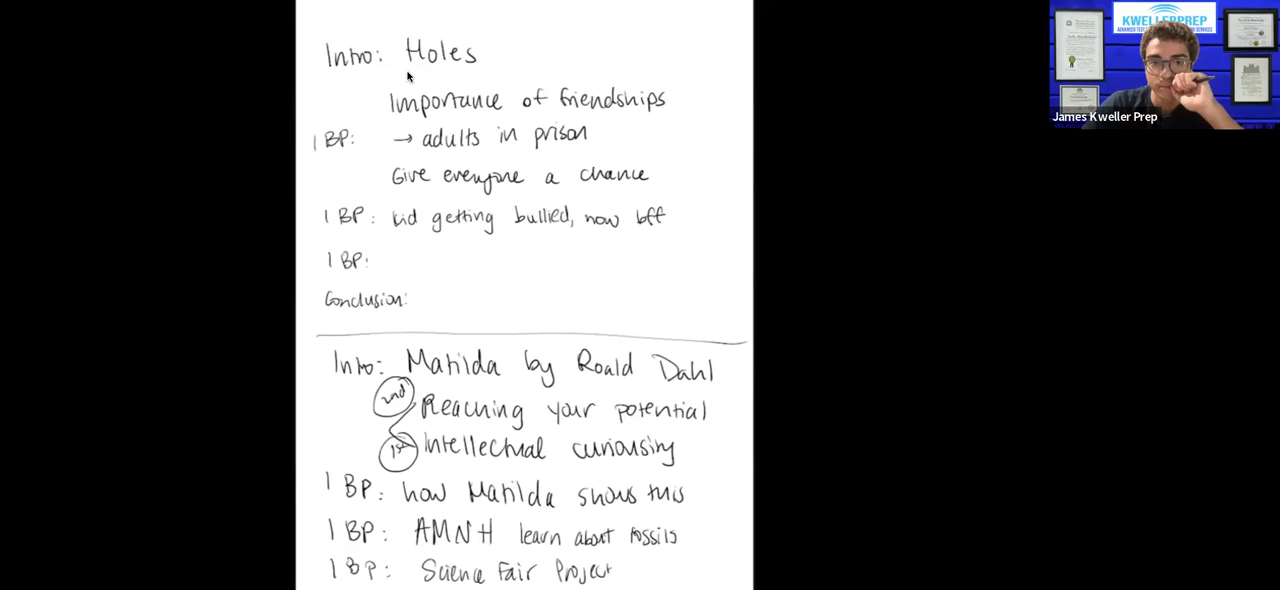 Intro: Holes
Importance of friendships
1 BP: → adults in prison
Give everyone a chance
1 BP: kid getting bullied, now bff
1 BP:
Conclusion:
Intro: Matilda by Roald Dahl
2nd Reaching your potential
1st Intellectual curiousity
1 BP: how Matilda shows this
1 BP: AMNH learn about fossils
1 BP: Science Fair Project
KWELLERPREP
James Kweller Prep